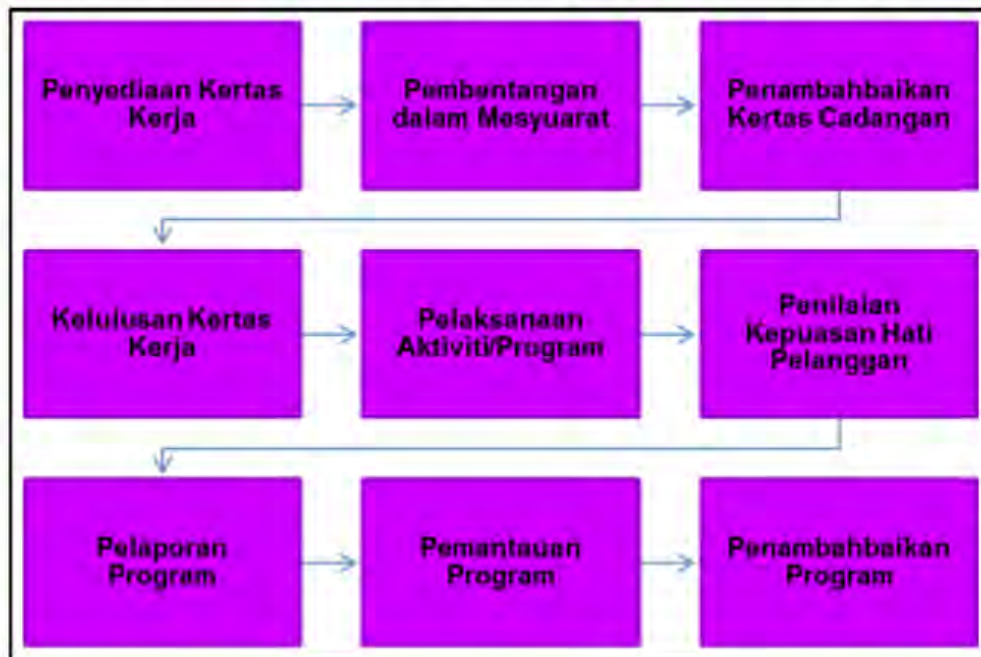 Penyediaan Kertas
Kerja
Pembentangan
dalam Mesyuarat
Penambahbaikan
Kertas Cadangan
Kelulusan Kertas
Kerja
Pelaksanaan
Aktiviti/Program
Penilaian
Kepuasan Hati
Pelanggan
Pelaporan
Program
Pemantauan
Program
Penambahbaikan
Program